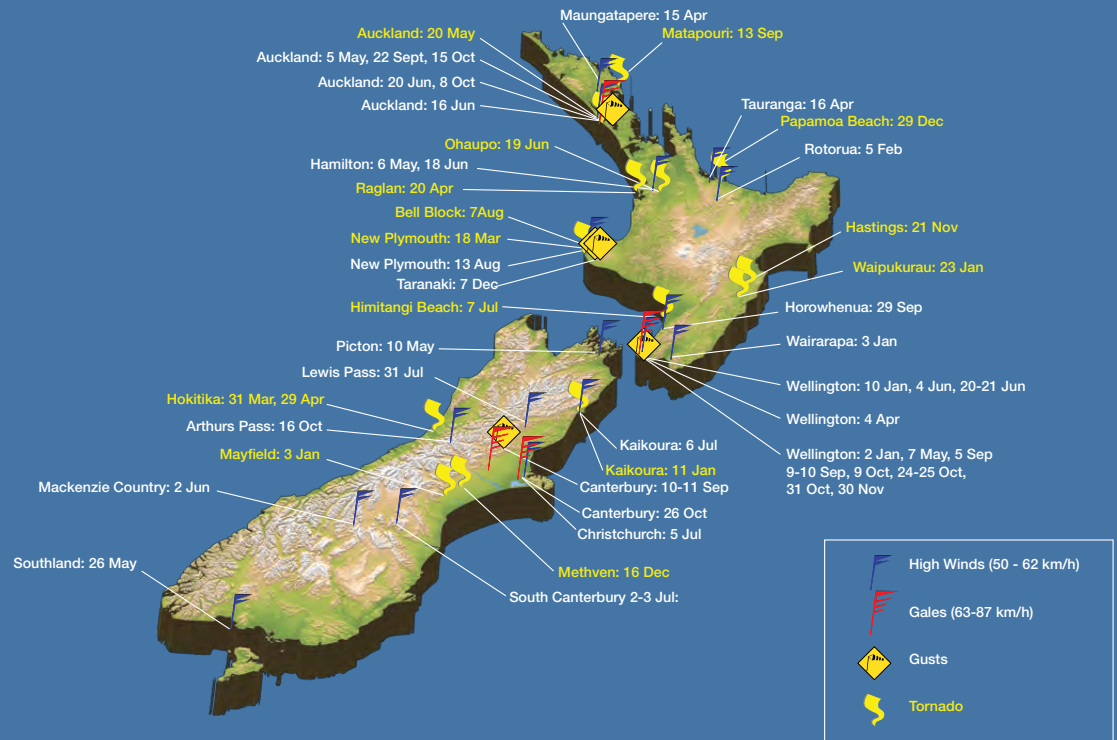 Maungatapere: 15 Apr
Auckland: 20 May
Matapouri: 13 Sep
Auckland: 5 May, 22 Sept, 15 Oct
Auckland: 20 Jun, 8 Oct
Auckland: 16 Jun
Tauranga: 16 Apr
Papamoa Beach: 29 Dec
Ohaupo: 19 Jun
Rotorua: 5 Feb
Hamilton: 6 May, 18 Jun
Raglan: 20 Apr
Bell Block: 7Aug
Hastings: 21 Nov
New Plymouth: 18 Mar
New Plymouth: 13 Aug
Waipukurau: 23 Jan
Taranaki: 7 Dec
Himitangi Beach: 7 Jul
Horowhenua: 29 Sep
Picton: 10 May
Wairarapa: 3 Jan
Lewis Pass: 31 Jul
Wellington: 10 Jan, 4 Jun, 20-21 Jun
Hokitika: 31 Mar, 29 Apr
Wellington: 4 Apr
Arthurs Pass: 16 Oct
Kaikoura: 6 Jul
Wellington: 2 Jan, 7 May, 5 Sep
9-10 Sep, 9 Oct, 24-25 Oct,
31 Oct, 30 Nov
Mayfield: 3 Jan
Kaikoura: 11 Jan
Mackenzie Country: 2 Jun
Canterbury: 10-11 Sep
Canterbury: 26 Oct
Christchurch: 5 Jul
Southland: 26 May
Methven: 16 Dec
South Canterbury 2-3 Jul:
High Winds (50 - 62 km/h)
Gales (63-87 km/h)
Gusts
Tornado